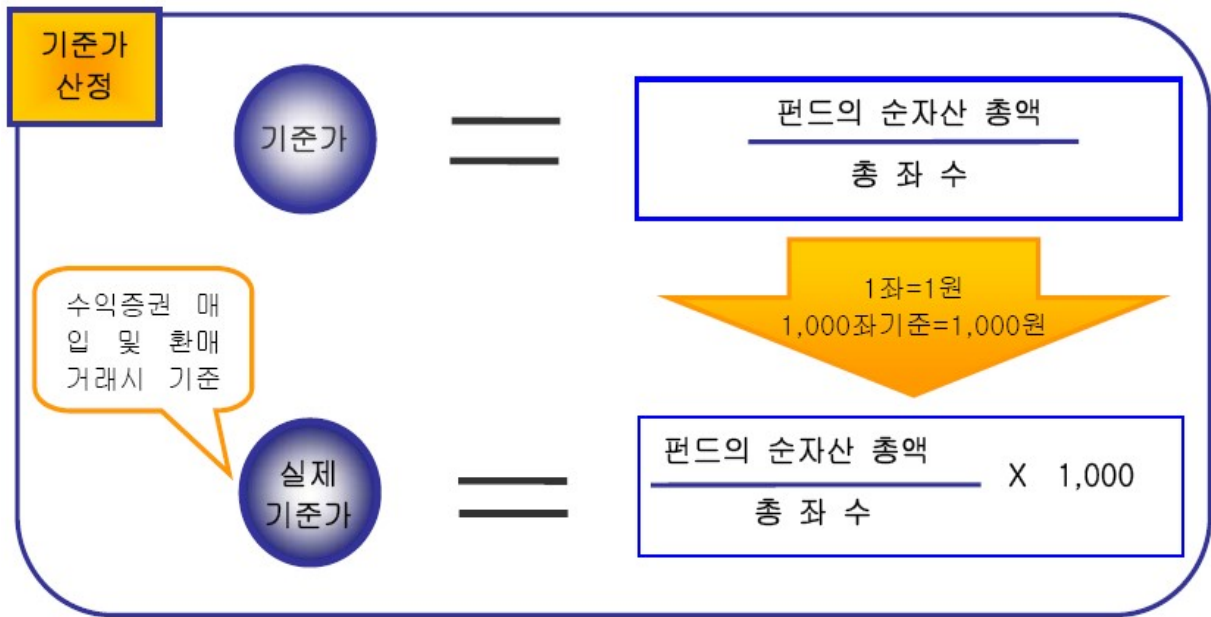 기준가
산정
기준가
펀드의 순자산 총액
총 좌 수
1좌=1원
1,000좌기준=1,000원
수익증권 매
입 및 환매
거래시 기준
실제
기준가
펀드의 순자산 총액
X 1,000
총 좌 수